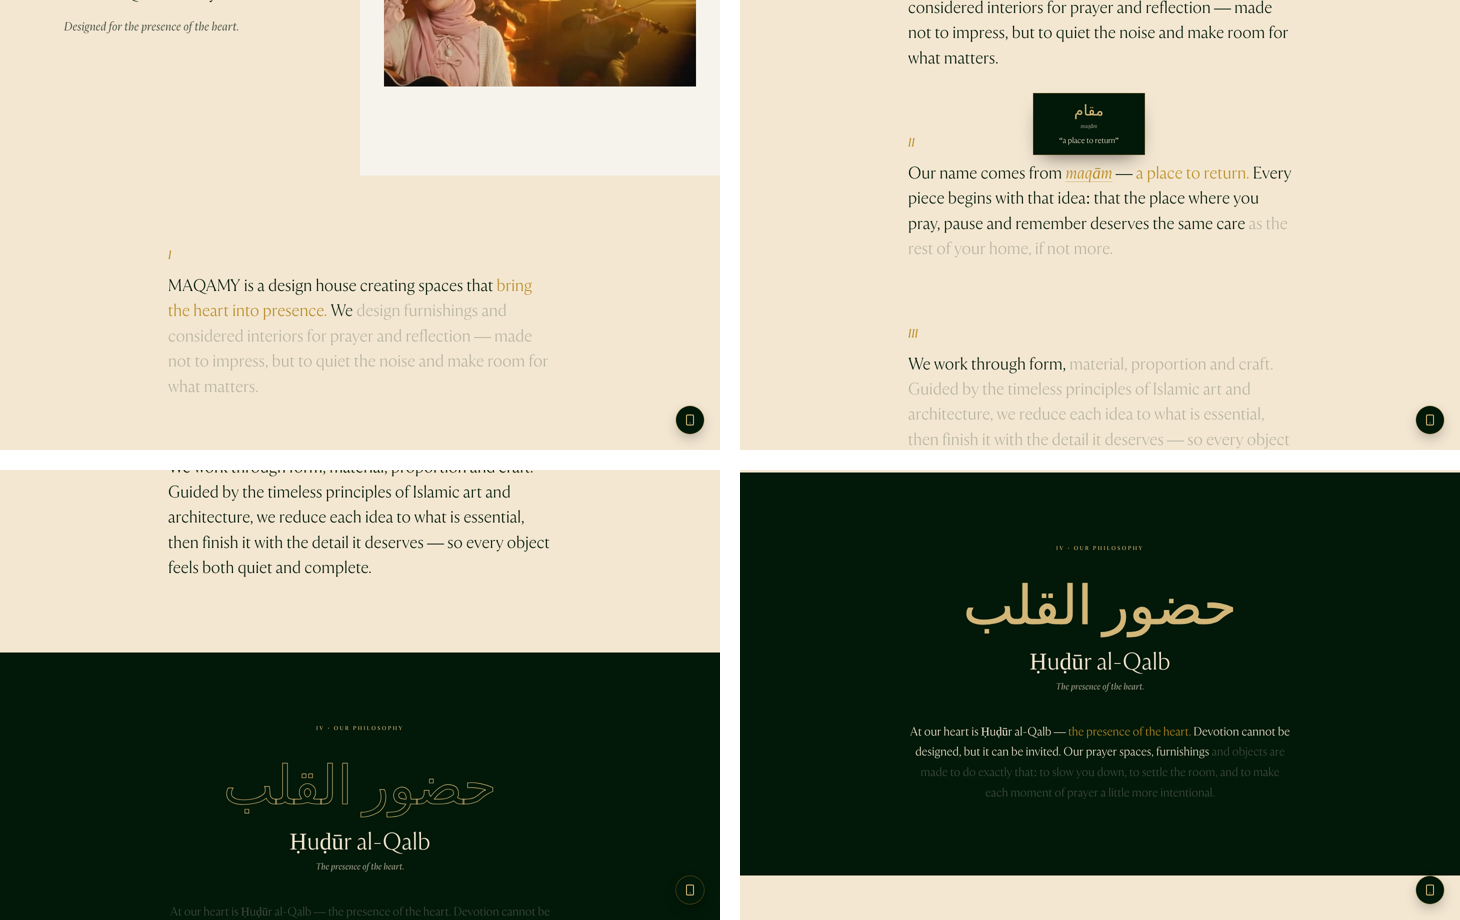 Designed for the presence of the heart.
I
MAQAMY is a design house creating spaces that bring
the heart into presence. We design furnishings and
considered interiors for prayer and reflection — made
not to impress, but to quiet the noise and make room for
what matters.
considered interiors for prayer and reflection — made
not to impress, but to quiet the noise and make room for
what matters.
مقام
maqām
“a place to return”
II
Our name comes from maqām — a place to return. Every
piece begins with that idea: that the place where you
pray, pause and remember deserves the same care as the
rest of your home, if not more.
III
We work through form, material, proportion and craft.
Guided by the timeless principles of Islamic art and
architecture, we reduce each idea to what is essential,
then finish it with the detail it deserves — so every object
We work through form, material, proportion and craft.
Guided by the timeless principles of Islamic art and
architecture, we reduce each idea to what is essential,
then finish it with the detail it deserves — so every object
feels both quiet and complete.
IV · OUR PHILOSOPHY
حضور القلب
Ḥuḍūr al-Qalb
The presence of the heart.
At our heart is Ḥuḍūr al-Qalb — the presence of the heart. Devotion cannot be
IV · OUR PHILOSOPHY
حضور القلب
Ḥuḍūr al-Qalb
The presence of the heart.
At our heart is Ḥuḍūr al-Qalb — the presence of the heart. Devotion cannot be
designed, but it can be invited. Our prayer spaces, furnishings and objects are
made to do exactly that: to slow you down, to settle the room, and to make
each moment of prayer a little more intentional.